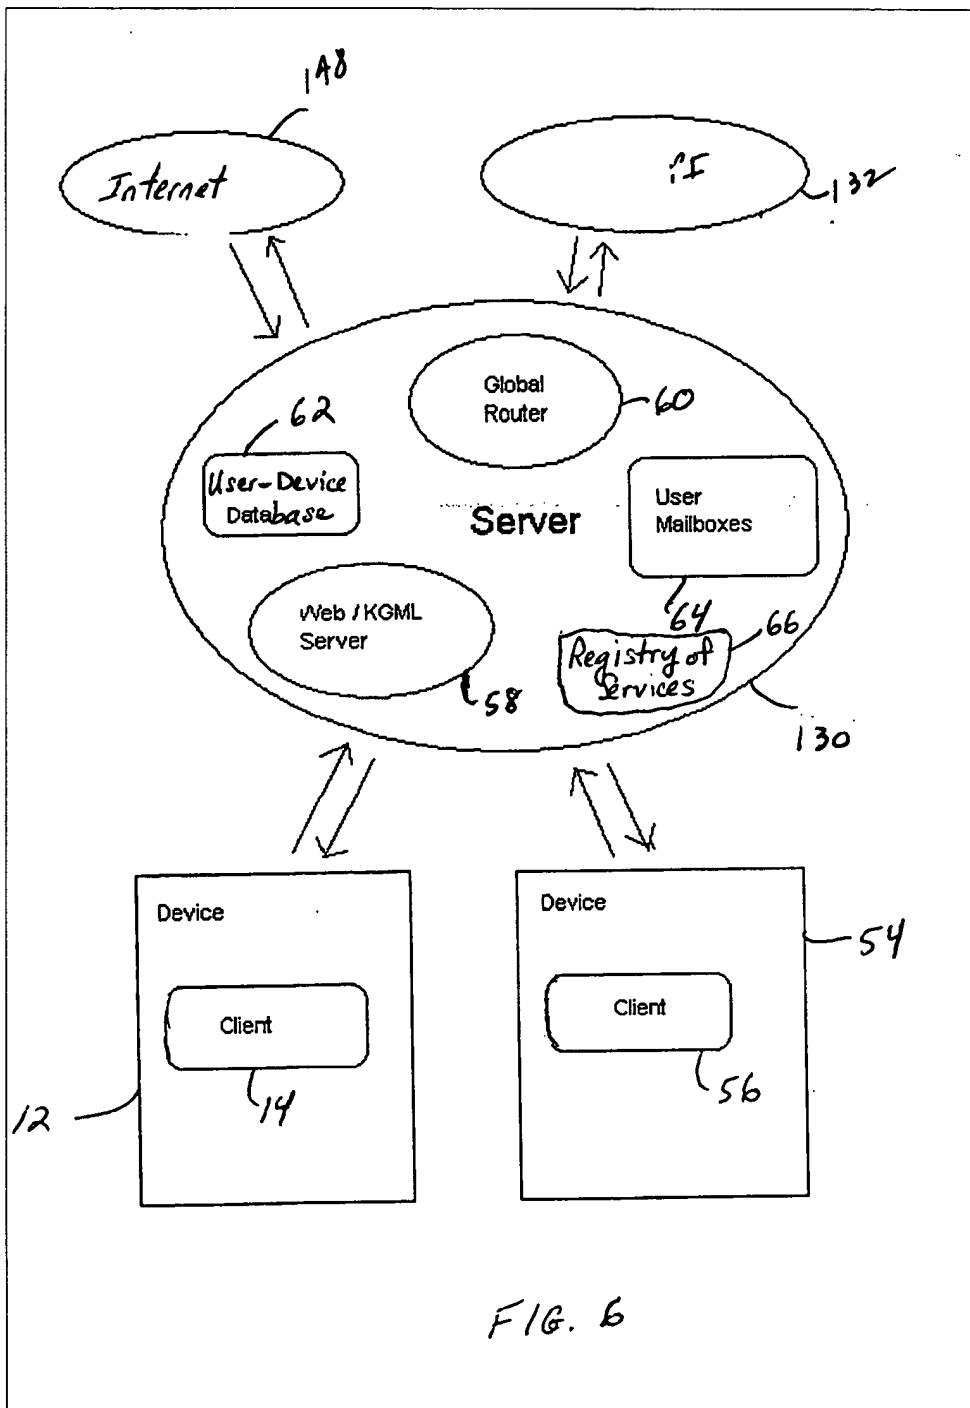 1A8
Internet
132
Global
Router
60
62
User-Device
Database
Server
User
Mailboxes
64
Web / KGML
Server
58
66
Registry of
Services
130
Device
Client
14
12
Device
Client
56
54
FIG. 6